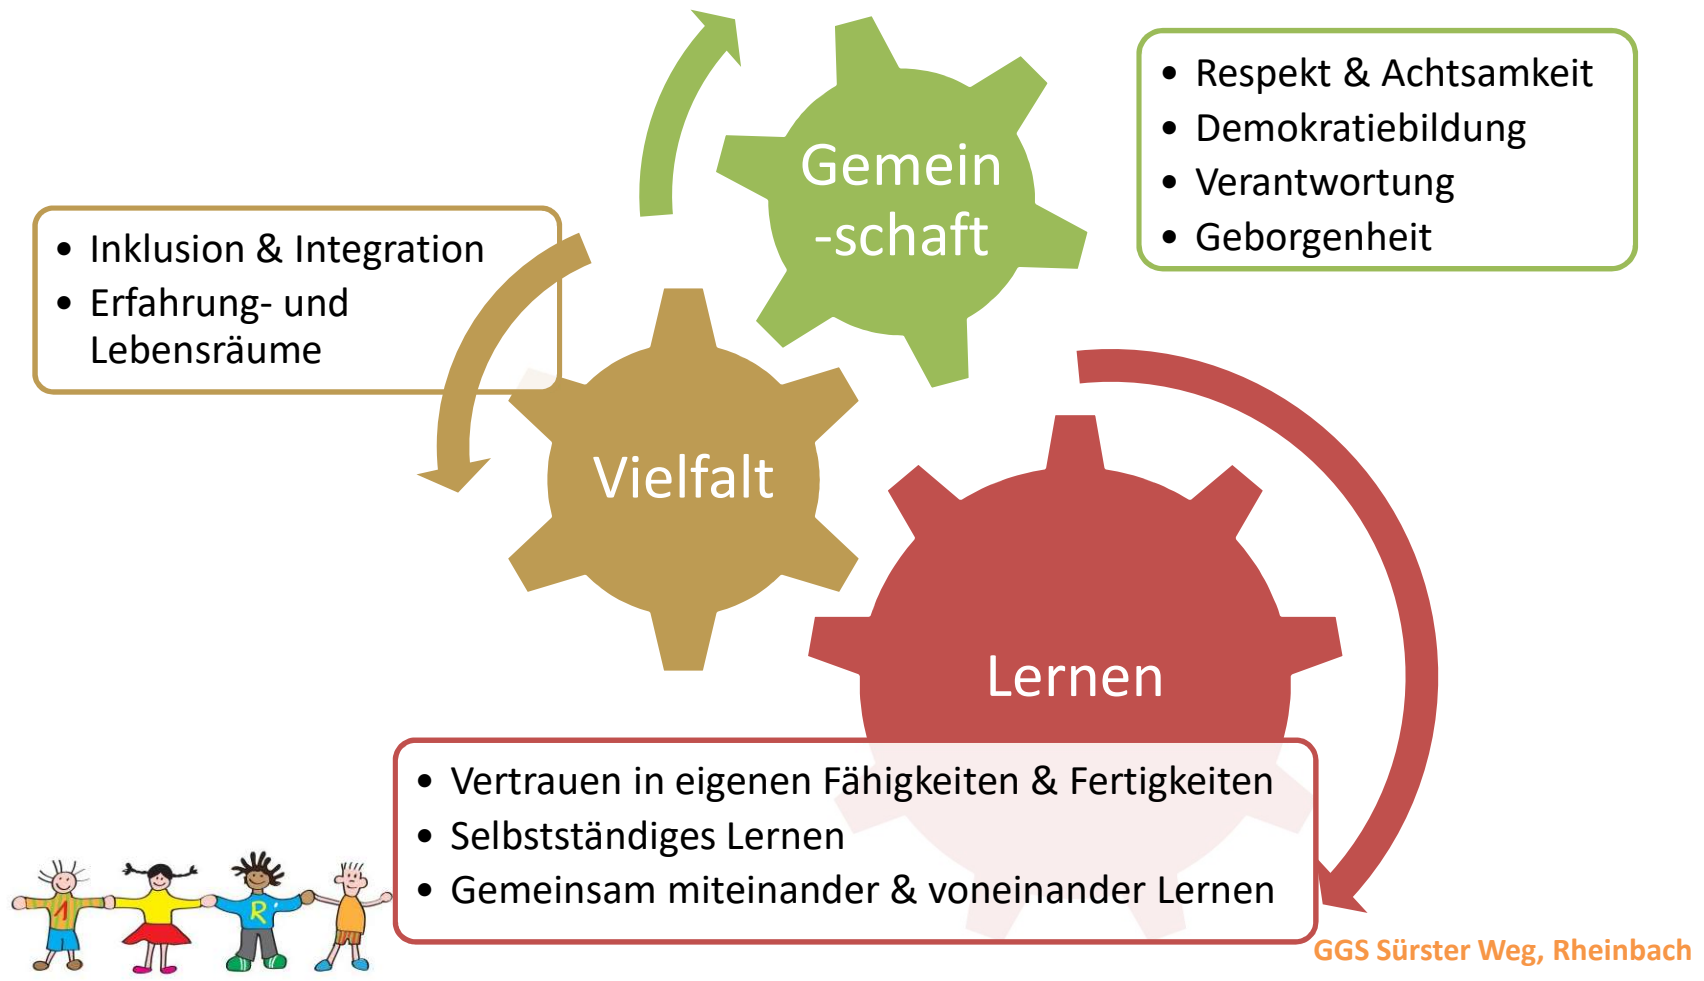 Gemein
-schaft
• Respekt & Achtsamkeit
• Demokratiebildung
• Verantwortung
• Geborgenheit
• Inklusion & Integration
• Erfahrung- und
Lebensräume
Vielfalt
Lernen
• Vertrauen in eigenen Fähigkeiten & Fertigkeiten
• Selbstständiges Lernen
• Gemeinsam miteinander & voneinander Lernen
1
R
GGS Sürster Weg, Rheinbach